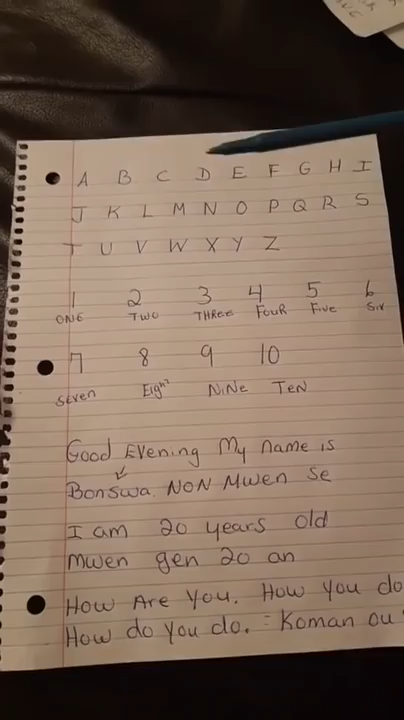 A B C D E F G H I
J K L M N O P Q R S
T U V W X Y Z
1 2 3 4 5 6
ONE TWO THREE FOUR FIVE Six
7 8 9 10
Seven Eight NiNe TeN
Good Evening My name is
Bonswa. NON Mwen se
I am 20 years old
Mwen gen 20 an
How Are You. How you do
How do you do. = Koman ou